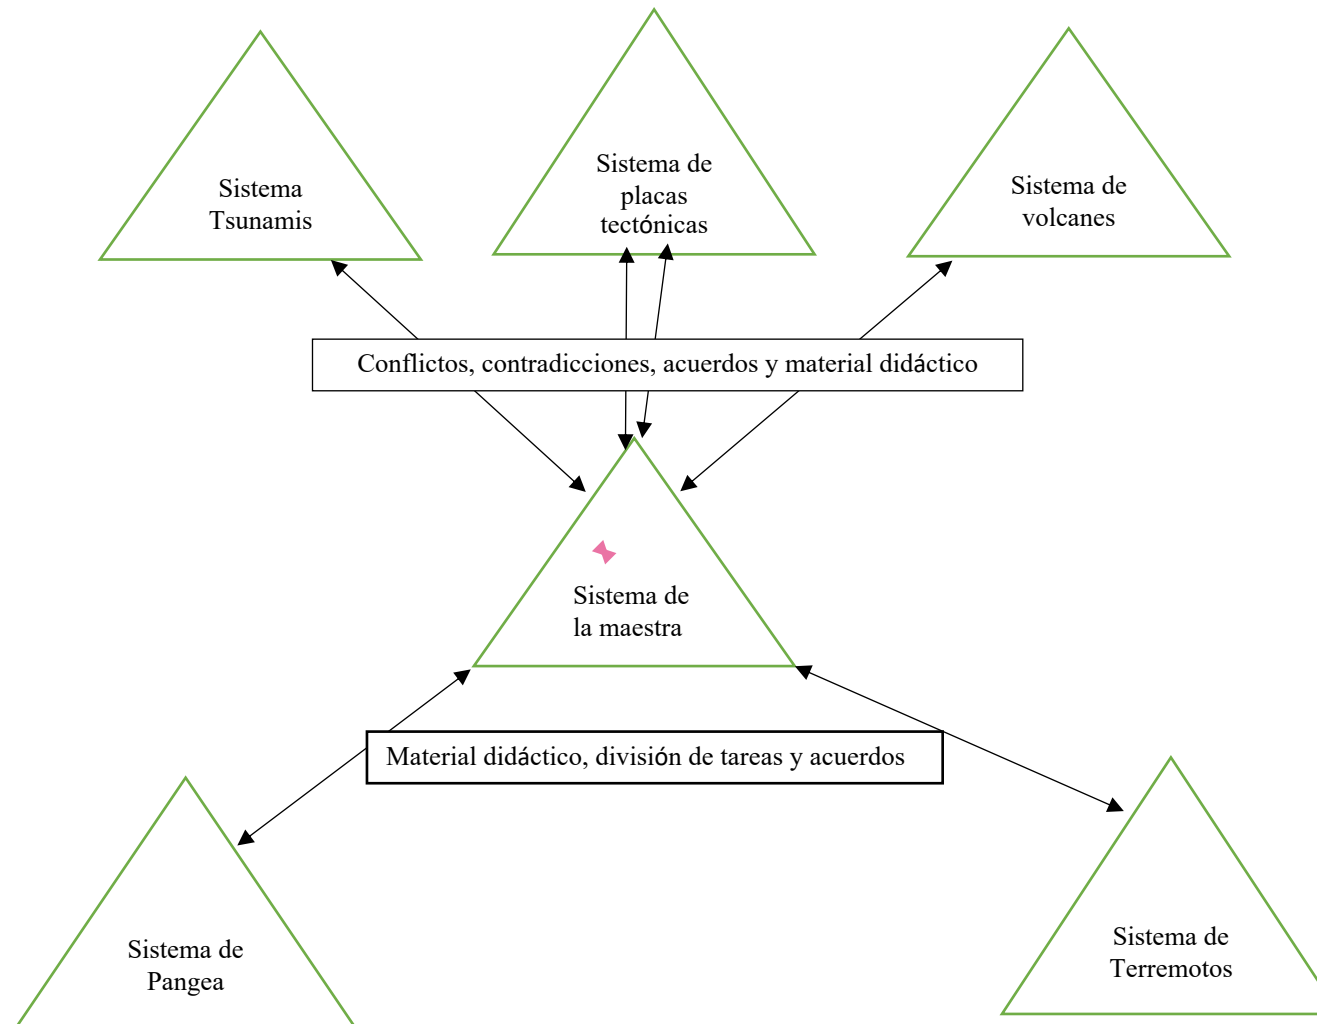 Sistema
Tsunamis
Sistema de
placas
tectónicas
Sistema de
volcanes
Conflictos, contradicciones, acuerdos y material didáctico
Sistema de
la maestra
Material didáctico, división de tareas y acuerdos
Sistema de
Pangea
Sistema de
Terremotos